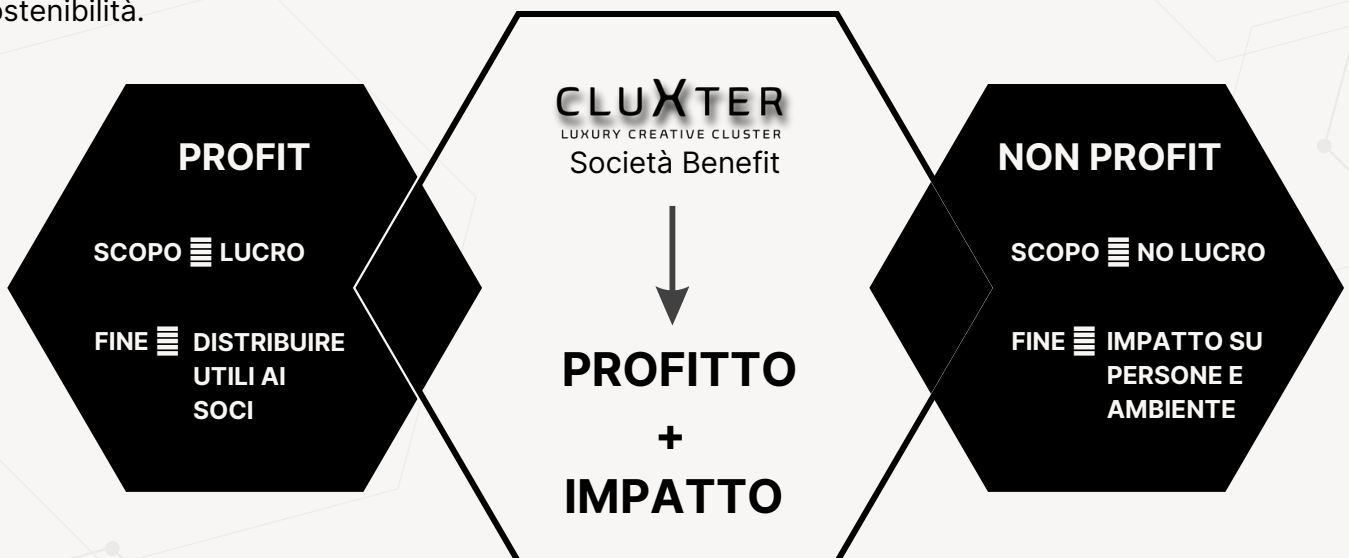 ostenibilità.
PROFIT
SCOPO LUCRO
FINE DISTRIBUIRE
UTILI AI
SOCI
CLUXTER
LUXURY CREATIVE CLUSTER
Società Benefit
PROFITTO
+
IMPATTO
NON PROFIT
SCOPO NO LUCRO
FINE IMPATTO SU
PERSONE E
AMBIENTE